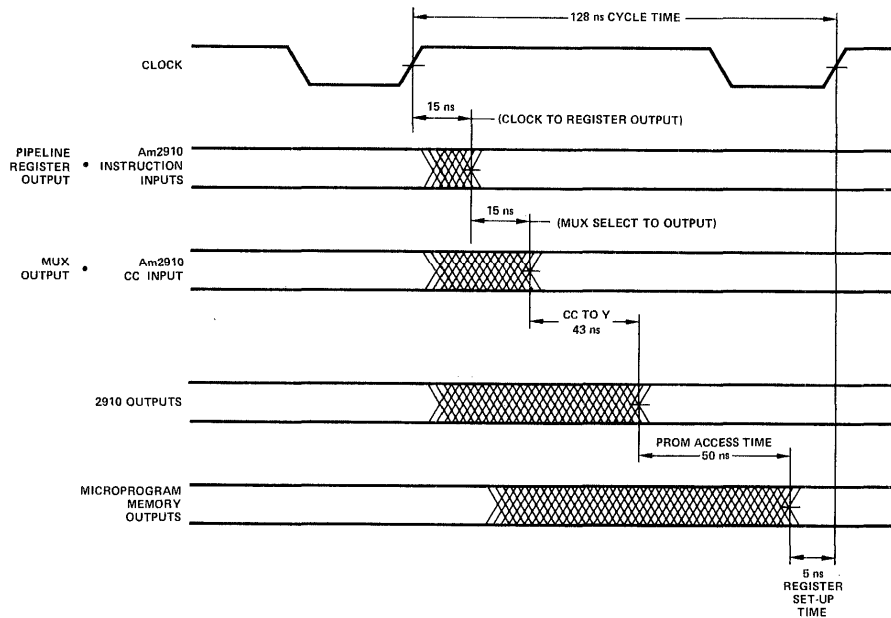 128 ns CYCLE TIME
CLOCK
15 ns
(CLOCK TO REGISTER OUTPUT)
PIPELINE
REGISTER
OUTPUT
•
Am2910
INSTRUCTION
INPUTS
15 ns
(MUX SELECT TO OUTPUT)
MUX
OUTPUT
•
Am2910
CC INPUT
CC TO Y
43 ns
2910 OUTPUTS
PROM ACCESS TIME
50 ns
MICROPROGRAM
MEMORY
OUTPUTS
5 ns
REGISTER
SET-UP
TIME